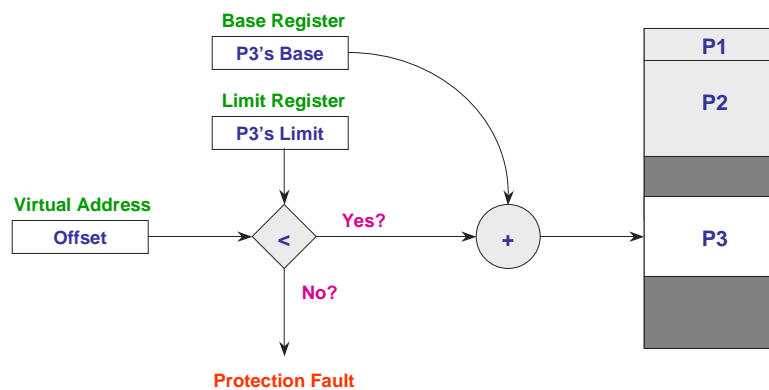 Base Register
P3's Base
Limit Register
P3's Limit
Virtual Address
Offset
<
Yes?
+
No?
Protection Fault
P1
P2
P3